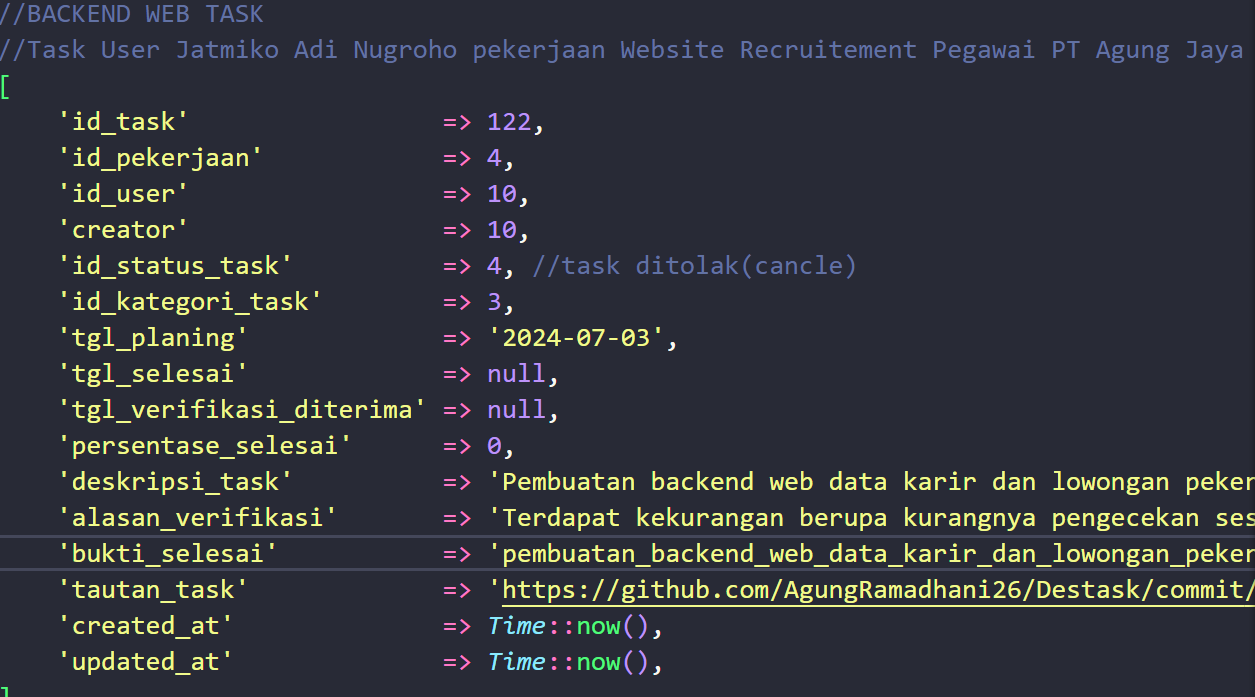 //BACKEND WEB TASK
//Task User Jatmiko Adi Nugroho pekerjaan Website Recruitement Pegawai PT Agung Jaya
[
'id_task' => 122,
'id_pekerjaan' => 4,
'id_user' => 10,
'creator' => 10,
'id_status_task' => 4, //task ditolak(cancle)
'id_kategori_task' => 3,
'tgl_planing' => '2024-07-03',
'tgl_selesai' => null,
'tgl_verifikasi_diterima' => null,
'persentase_selesai' => 0,
'deskripsi_task' => 'Pembuatan backend web data karir dan lowongan peker
'alasan_verifikasi' => 'Terdapat kekurangan berupa kurangnya pengecekan ses
'bukti_selesai' => 'pembuatan_backend_web_data_karir_dan_lowongan_peker
'tautan_task' => 'https://github.com/AgungRamadhani26/Destask/commit/
'created_at' => Time::now(),
'updated_at' => Time::now(),
]